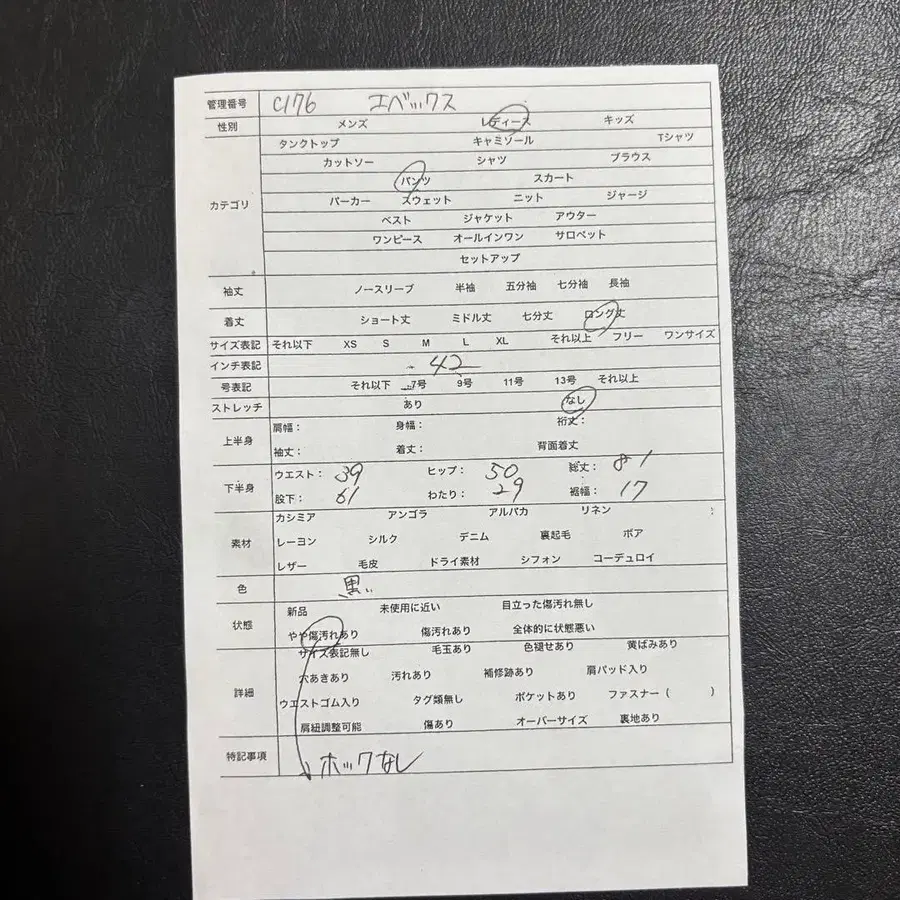 管理番号 C176 エベックス
性別 メンズ レディース キッズ
タンクトップ キャミソール Tシャツ
カットソー シャツ ブラウス
パンツ スカート
カテゴリ パーカー スウェット ニット ジャージ
ベスト ジャケット アウター
ワンピース オールインワン サロペット
セットアップ
袖丈 ノースリーブ 半袖 五分袖 七分袖 長袖
着丈 ショート丈 ミドル丈 七分丈 ロング丈
サイズ表記 それ以下 XS S M L XL それ以上 フリー ワンサイズ
インチ表記 42
号表記 それ以下 7号 9号 11号 13号 それ以上
ストレッチ あり なし
上半身 肩幅： 身幅： 裄丈：
袖丈： 着丈： 背面着丈
下半身 ウエスト： 39 ヒップ： 50 総丈： 81
股下： 61 わたり： 29 裾幅： 17
カシミア アンゴラ アルパカ リネン ：
素材 レーヨン シルク デニム 裏起毛 ボア
レザー 毛皮 ドライ素材 シフォン コーデュロイ
色 黒い
状態 新品 未使用に近い 目立った傷汚れ無し
やや傷汚れあり 傷汚れあり 全体的に状態悪い
サイズ表記無し 毛玉あり 色褪せあり 黄ばみあり
穴あきあり 汚れあり 補修跡あり 肩パッド入り
詳細 ウエストゴム入り タグ類無し ポケットあり ファスナー（ ）
肩紐調整可能 傷あり オーバーサイズ 裏地あり
特記事項 ホックなし